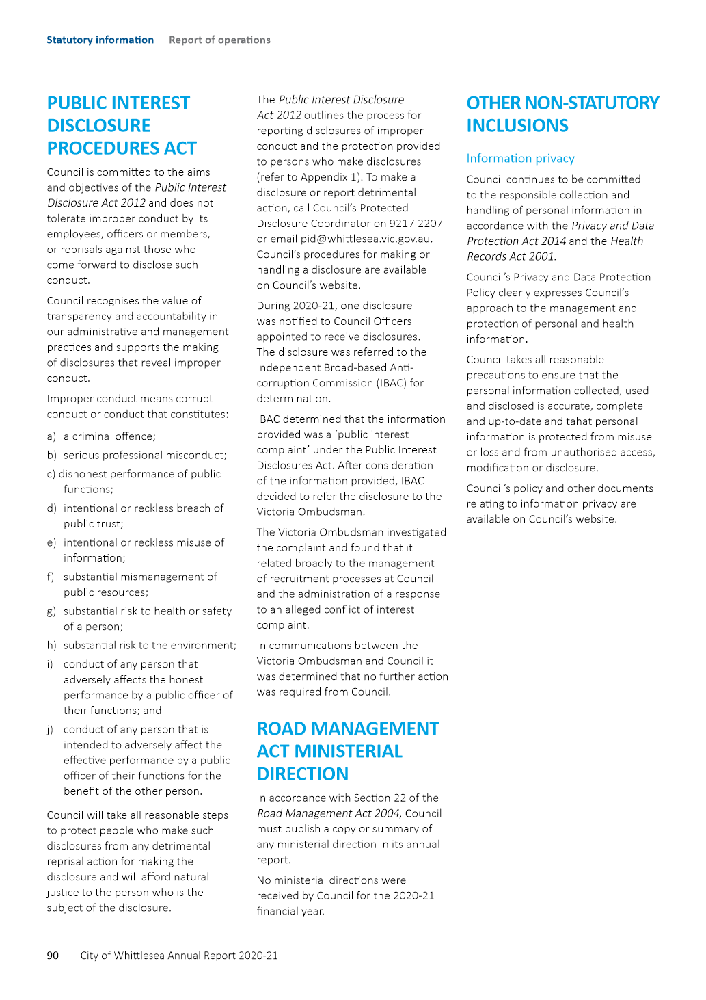 Statutory information Report of operations
PUBLIC INTEREST
DISCLOSURE
PROCEDURES ACT
Council is committed to the aims
and objectives of the Public Interest
Disclosure Act 2012 and does not
tolerate improper conduct by its
employees, officers or members,
or reprisals against those who
come forward to disclose such
conduct.
Council recognises the value of
transparency and accountability in
our administrative and management
practices and supports the making
of disclosures that reveal improper
conduct.
Improper conduct means corrupt
conduct or conduct that constitutes:
a) a criminal offence;
b) serious professional misconduct;
c) dishonest performance of public
functions;
d) intentional or reckless breach of
public trust;
e) intentional or reckless misuse of
information;
f) substantial mismanagement of
public resources;
g) substantial risk to health or safety
of a person;
h) substantial risk to the environment;
i) conduct of any person that
adversely affects the honest
performance by a public officer of
their functions; and
j) conduct of any person that is
intended to adversely affect the
effective performance by a public
officer of their functions for the
benefit of the other person.
Council will take all reasonable steps
to protect people who make such
disclosures from any detrimental
reprisal action for making the
disclosure and will afford natural
justice to the person who is the
subject of the disclosure.
The Public Interest Disclosure
Act 2012 outlines the process for
reporting disclosures of improper
conduct and the protection provided
to persons who make disclosures
(refer to Appendix 1). To make a
disclosure or report detrimental
action, call Council’s Protected
Disclosure Coordinator on 9217 2207
or email pid@whittlesea.vic.gov.au.
Council’s procedures for making or
handling a disclosure are available
on Council’s website.
During 2020-21, one disclosure
was notified to Council Officers
appointed to receive disclosures.
The disclosure was referred to the
Independent Broad-based Anti-
corruption Commission (IBAC) for
determination.
IBAC determined that the information
provided was a ‘public interest
complaint’ under the Public Interest
Disclosures Act. After consideration
of the information provided, IBAC
decided to refer the disclosure to the
Victoria Ombudsman.
The Victoria Ombudsman investigated
the complaint and found that it
related broadly to the management
of recruitment processes at Council
and the administration of a response
to an alleged conflict of interest
complaint.
In communications between the
Victoria Ombudsman and Council it
was determined that no further action
was required from Council.
ROAD MANAGEMENT
ACT MINISTERIAL
DIRECTION
In accordance with Section 22 of the
Road Management Act 2004, Council
must publish a copy or summary of
any ministerial direction in its annual
report.
No ministerial directions were
received by Council for the 2020-21
financial year.
OTHER NON-STATUTORY
INCLUSIONS
Information privacy
Council continues to be committed
to the responsible collection and
handling of personal information in
accordance with the Privacy and Data
Protection Act 2014 and the Health
Records Act 2001.
Council’s Privacy and Data Protection
Policy clearly expresses Council’s
approach to the management and
protection of personal and health
information.
Council takes all reasonable
precautions to ensure that the
personal information collected, used
and disclosed is accurate, complete
and up-to-date and tahat personal
information is protected from misuse
or loss and from unauthorised access,
modification or disclosure.
Council’s policy and other documents
relating to information privacy are
available on Council’s website.
90 City of Whittlesea Annual Report 2020-21